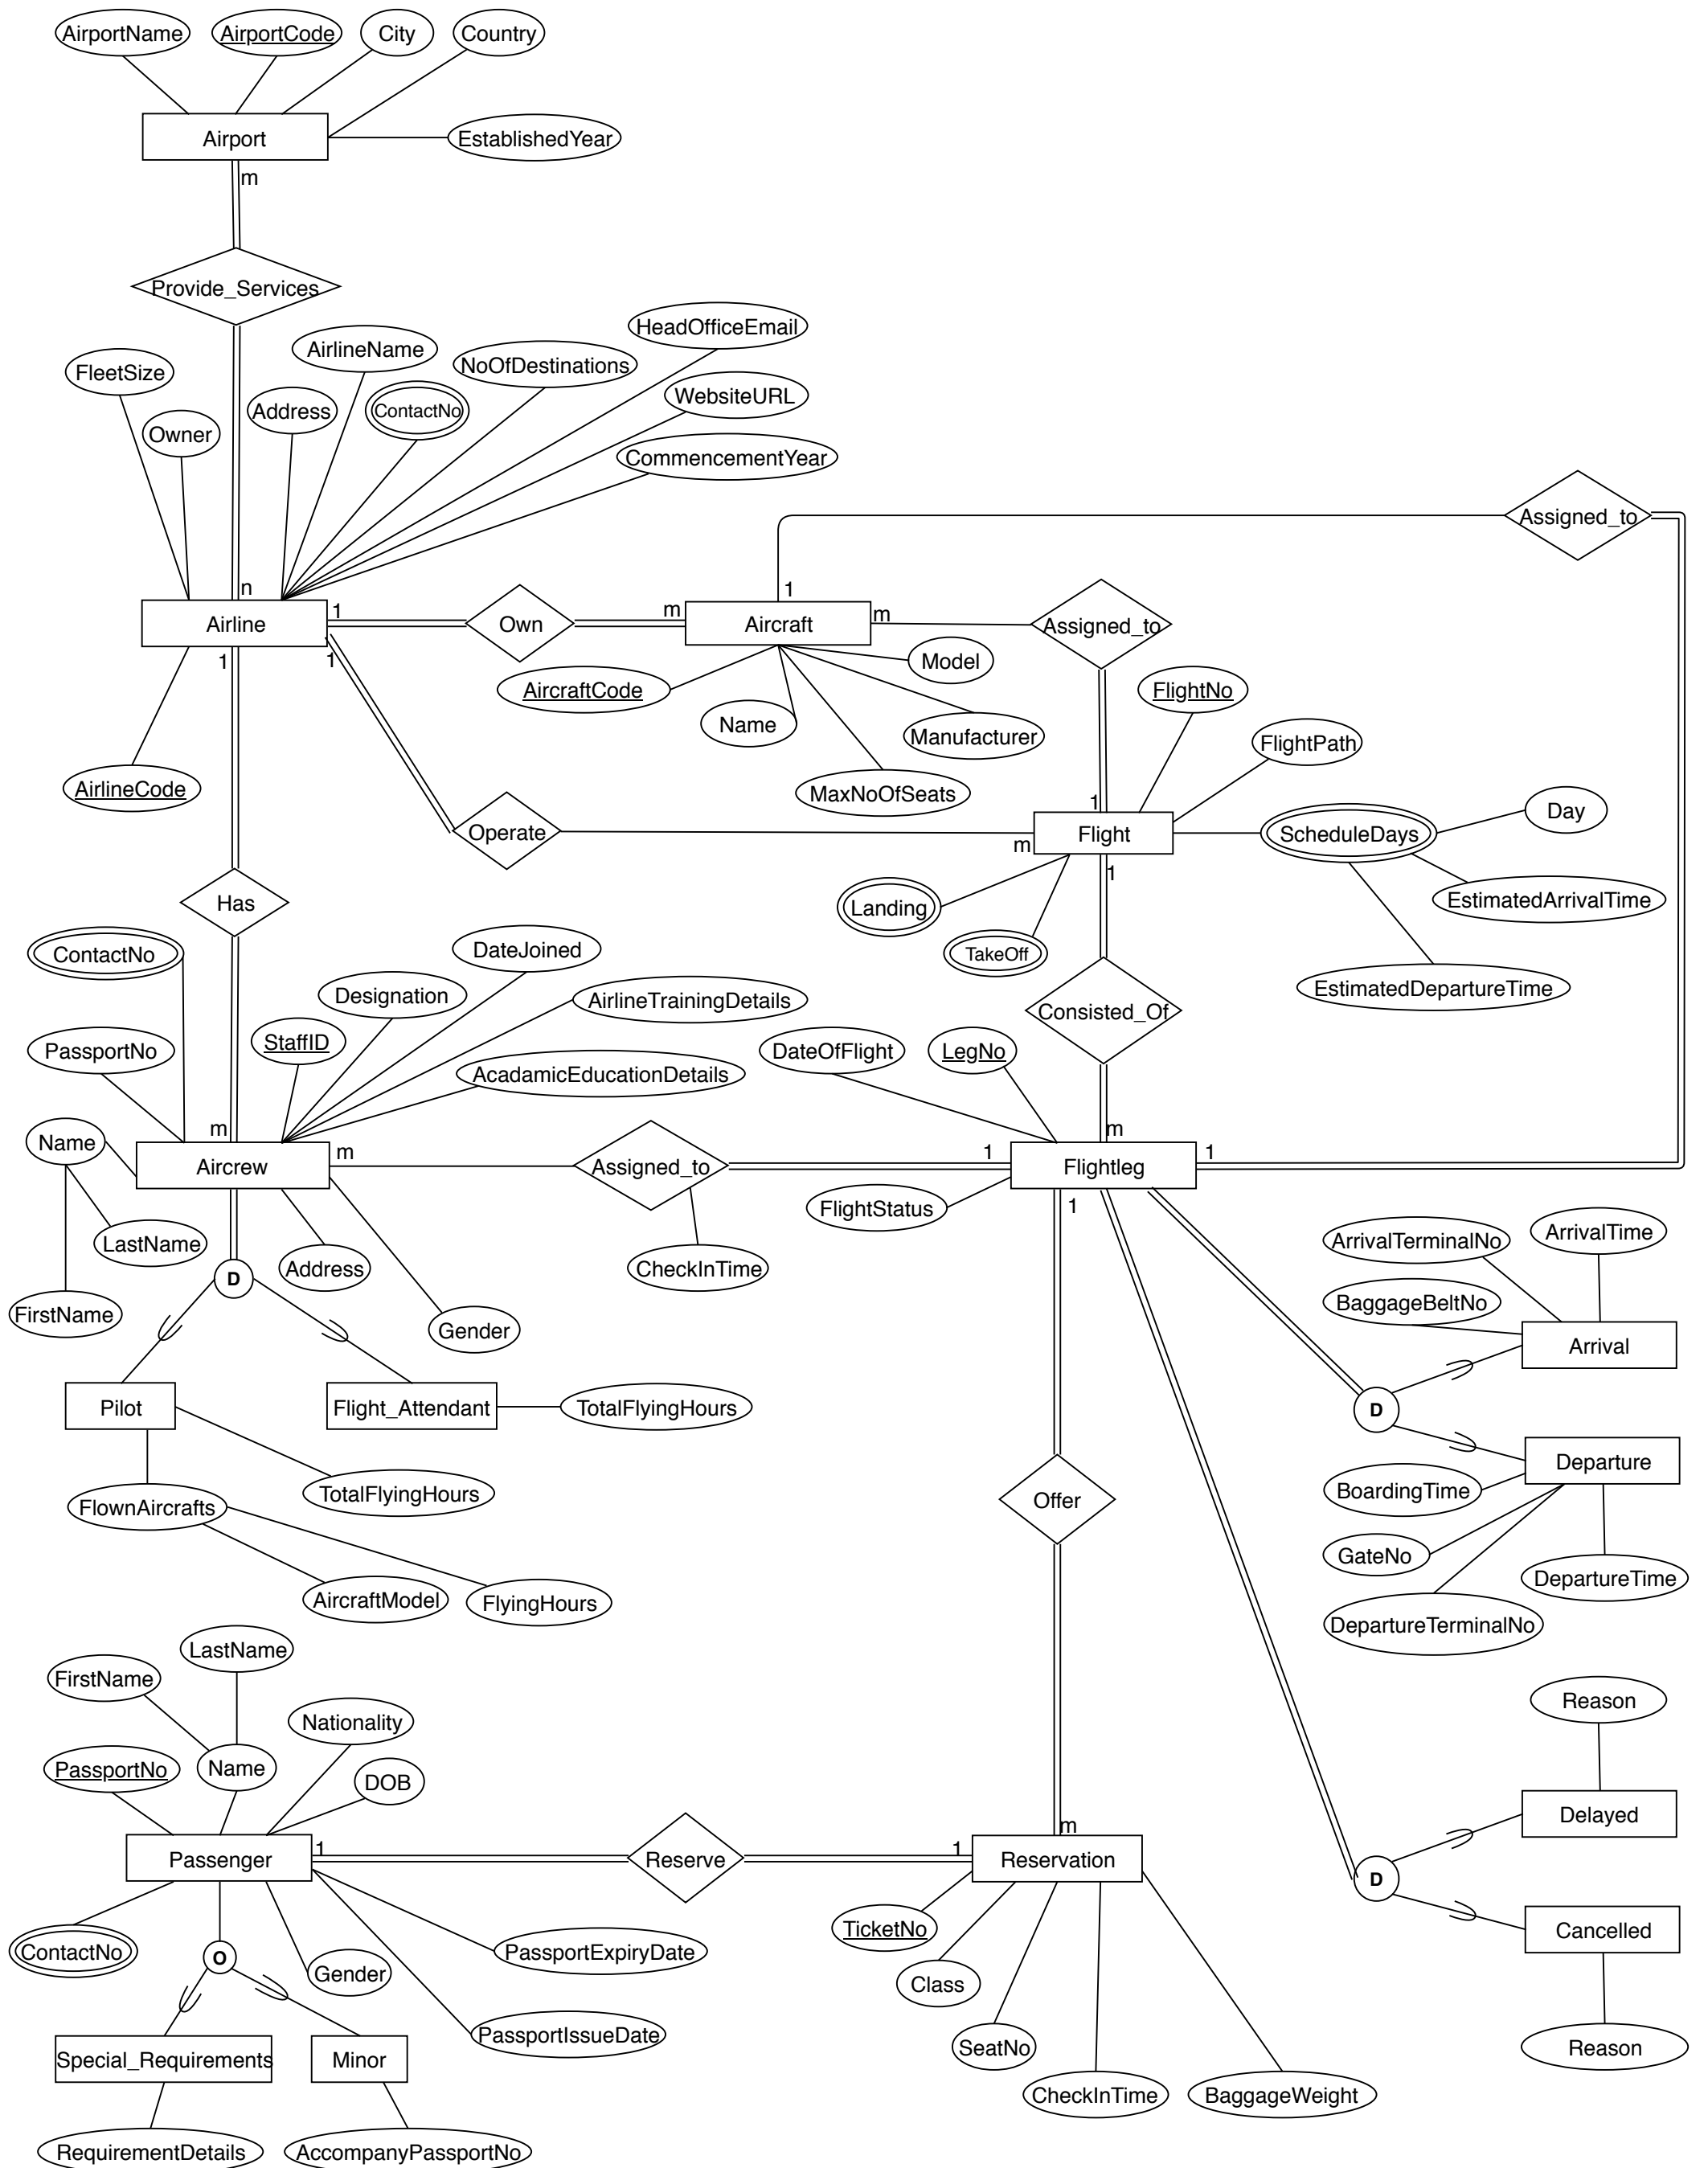 AirportName
AirportCode
City
Country
Airport
EstablishedYear
m
Provide_Services
HeadOfficeEmail
AirlineName
NoOfDestinations
FleetSize
WebsiteURL
Address
ContactNo
Owner
CommencementYear
Assigned_to
n
1
Airline
1
Own
m
Aircraft
m
Assigned_to
1
1
Model
AircraftCode
FlightNo
Name
Manufacturer
FlightPath
AirlineCode
MaxNoOfSeats
1
Day
Operate
m
Flight
ScheduleDays
1
Has
Landing
EstimatedArrivalTime
ContactNo
DateJoined
TakeOff
EstimatedDepartureTime
Designation
AirlineTrainingDetails
Consisted_Of
StaffID
PassportNo
DateOfFlight
LegNo
AcadamicEducationDetails
m
m
Name
Aircrew
m
Assigned_to
1
Flightleg
1
FlightStatus
1
LastName
Address
CheckInTime
ArrivalTerminalNo
ArrivalTime
D
FirstName
Gender
BaggageBeltNo
Arrival
Pilot
Flight_Attendant
TotalFlyingHours
D
Departure
FlownAircrafts
TotalFlyingHours
Offer
BoardingTime
GateNo
DepartureTime
AircraftModel
FlyingHours
DepartureTerminalNo
LastName
FirstName
Nationality
Reason
PassportNo
Name
DOB
Delayed
m
1
Passenger
Reserve
1
Reservation
D
TicketNo
Cancelled
ContactNo
O
Gender
PassportExpiryDate
Class
PassportIssueDate
SeatNo
Reason
Special_Requirements
Minor
CheckInTime
BaggageWeight
RequirementDetails
AccompanyPassportNo